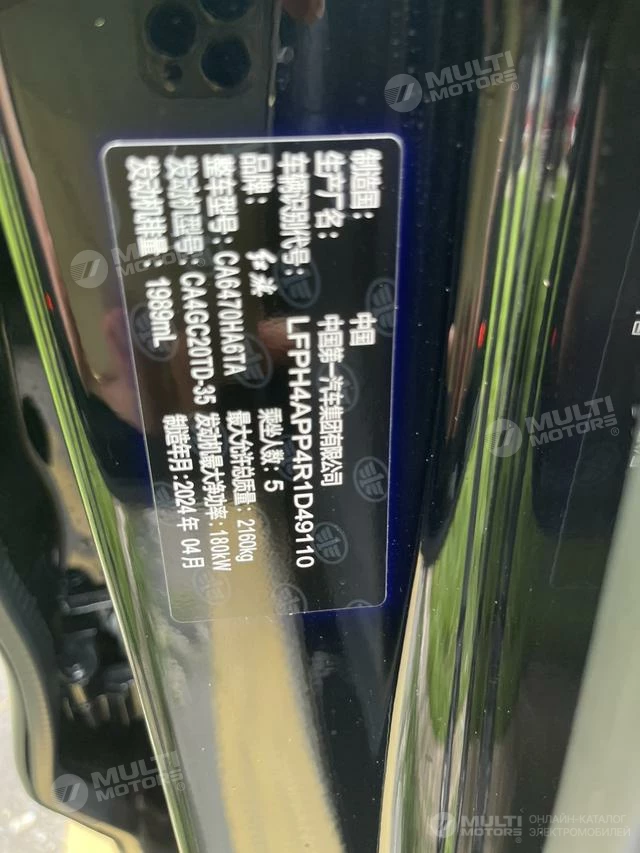 制造国: 中国
生产厂名: 中国第一汽车集团有限公司
车辆识别代号: LFPH4APP4R1D49110
品牌: 红旗 乘坐人数: 5
整车型号: CA6470HA6TA 最大允许总质量: 2160kg
发动机型号: CA4GC20TD-35 发动机最大净功率: 180kW
发动机排量 1989mL 制造年月: 2024年 04月
MULTI MOTORS®
MULTI MOTORS®
MULTI MOTORS®
MULTI MOTORS®
MULTI MOTORS® ОНЛАЙН-КАТАЛОГ ЭЛЕКТРОМОБИЛЕЙ